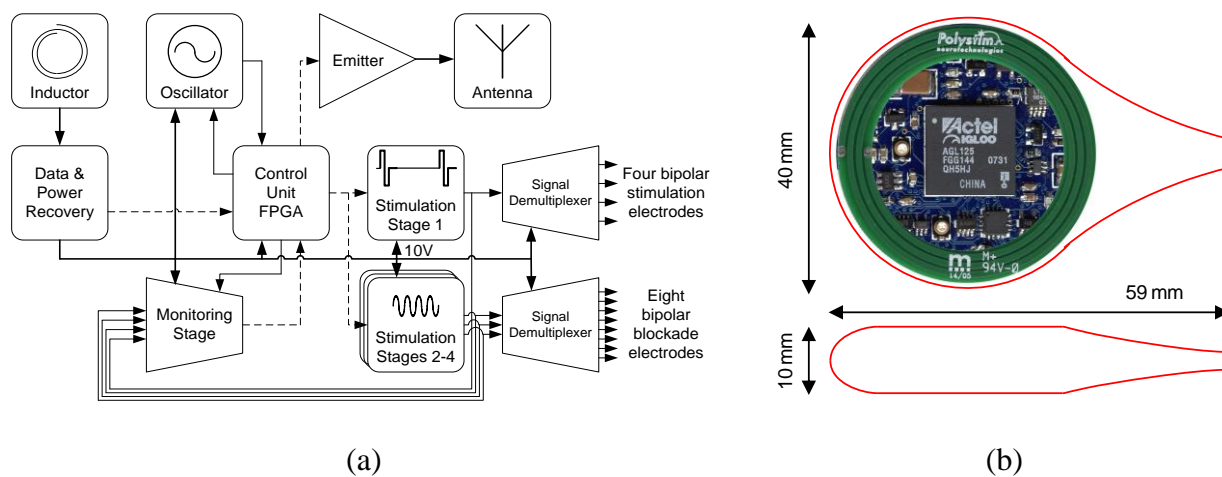 Inductor
Oscillator
Emitter
Antenna
Data &
Power
Recovery
Control
Unit
FPGA
Stimulation
Stage 1
Signal
Demultiplexer
Four bipolar
stimulation
electrodes
10V
Monitoring
Stage
Stimulation
Stages 2-4
Signal
Demultiplexer
Eight
bipolar
blockade
electrodes
(a)
40 mm
Polystim
neurotechnologies
Actel
IGLOO
AGL125
FGG144 0731
QH5HJ
CHINA
M+
94V-0
14/05
59 mm
10 mm
(b)